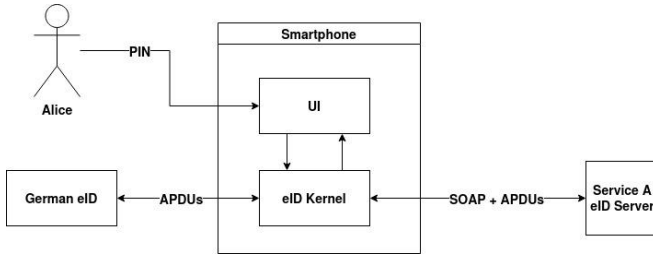 Smartphone
PIN
Alice
UI
German eID
APDUs
eID Kernel
SOAP + APDUs
Service A
eID Server